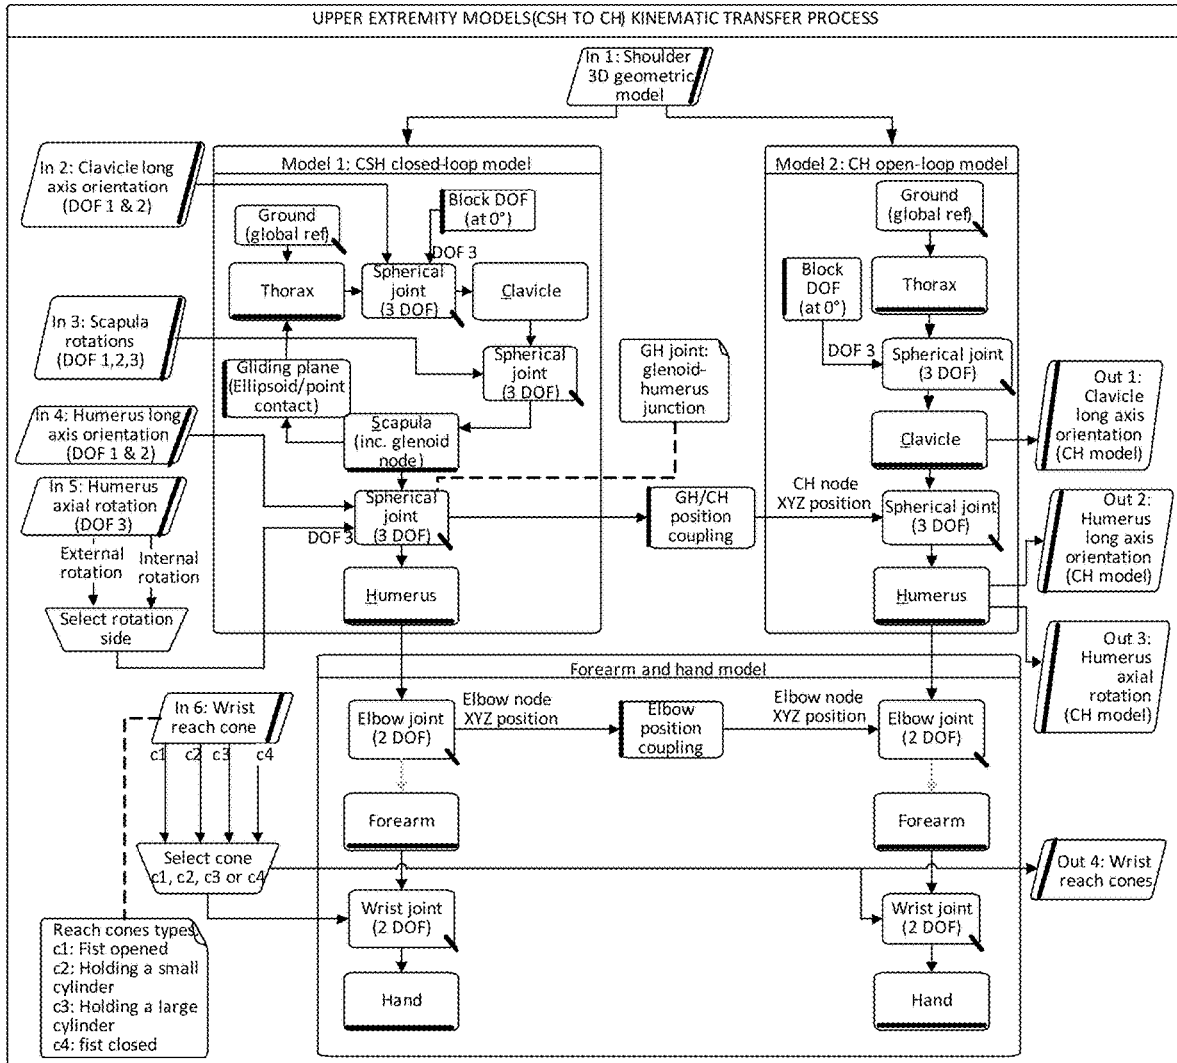 UPPER EXTREMITY MODELS(CSH TO CH) KINEMATIC TRANSFER PROCESS
In 1: Shoulder
3D geometric
model
In 2: Clavicle long
axis orientation
(DOF 1 & 2)
In 3: Scapula
rotations
(DOF 1,2,3)
In 4: Humerus long
axis orientation
(DOF 1 & 2)
In 5: Humerus
axial rotation
(DOF 3)
External
rotation
Internal
rotation
Select rotation
side
Model 1: CSH closed-loop model
Ground
(global ref)
Block DOF
(at 0°)
DOF 3
Thorax
Spherical
joint
(3 DOF)
Clavicle
Spherical
joint
(3 DOF)
Gliding plane
(Ellipsoid/point
contact)
Scapula
(inc. glenoid
node)
Spherical
joint
(3 DOF)
DOF 3
Humerus
GH joint:
glenoid-
humerus
junction
GH/CH
position
coupling
CH node
XYZ position
Model 2: CH open-loop model
Ground
(global ref)
Block
DOF
(at 0°)
Thorax
DOF 3
Spherical joint
(3 DOF)
Clavicle
Spherical joint
(3 DOF)
Humerus
Out 1:
Clavicle
long axis
orientation
(CH model)
Out 2:
Humerus
long axis
orientation
(CH model)
Out 3:
Humerus
axial
rotation
(CH model)
Forearm and hand model
In 6: Wrist
reach cone
c1
c2
c3
c4
Select cone
c1, c2, c3 or c4
Elbow joint
(2 DOF)
Elbow node
XYZ position
Elbow
position
coupling
Elbow node
XYZ position
Elbow joint
(2 DOF)
Forearm
Forearm
Wrist joint
(2 DOF)
Wrist joint
(2 DOF)
Out 4: Wrist
reach cones
Hand
Hand
Reach cones types
c1: Fist opened
c2: Holding a small
cylinder
c3: Holding a large
cylinder
c4: fist closed